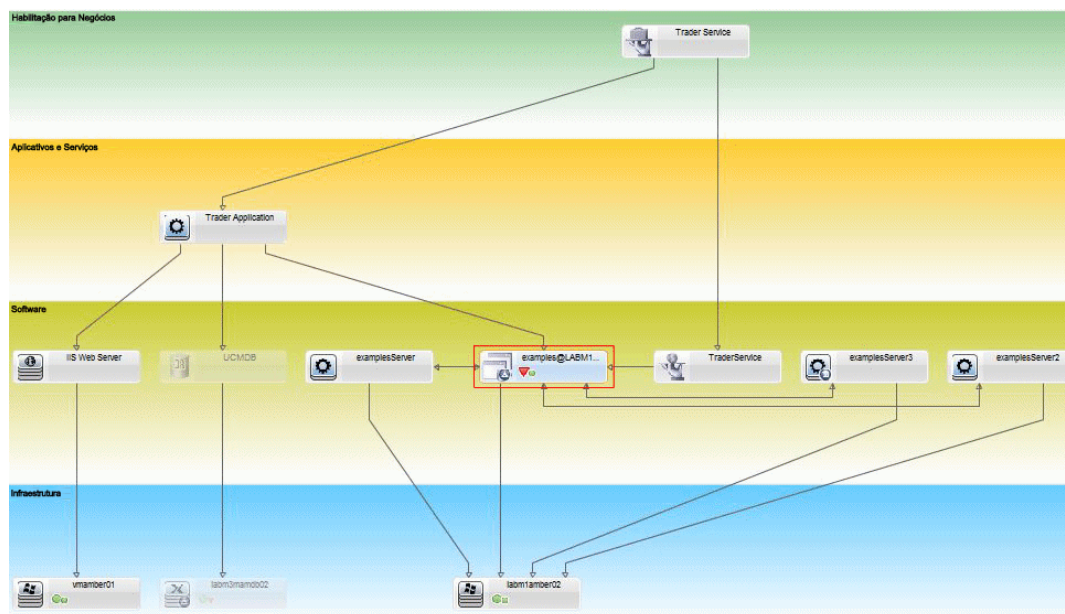 Habilitação para Negócios
Trader Service
Aplicativos e Serviços
Trader Application
Software
IIS Web Server
UCMDB
examplesServer
examples@LABM1...
TraderService
examplesServer3
examplesServer2
Infraestrutura
vmamber01
labm3mamdb02
labm1amber02